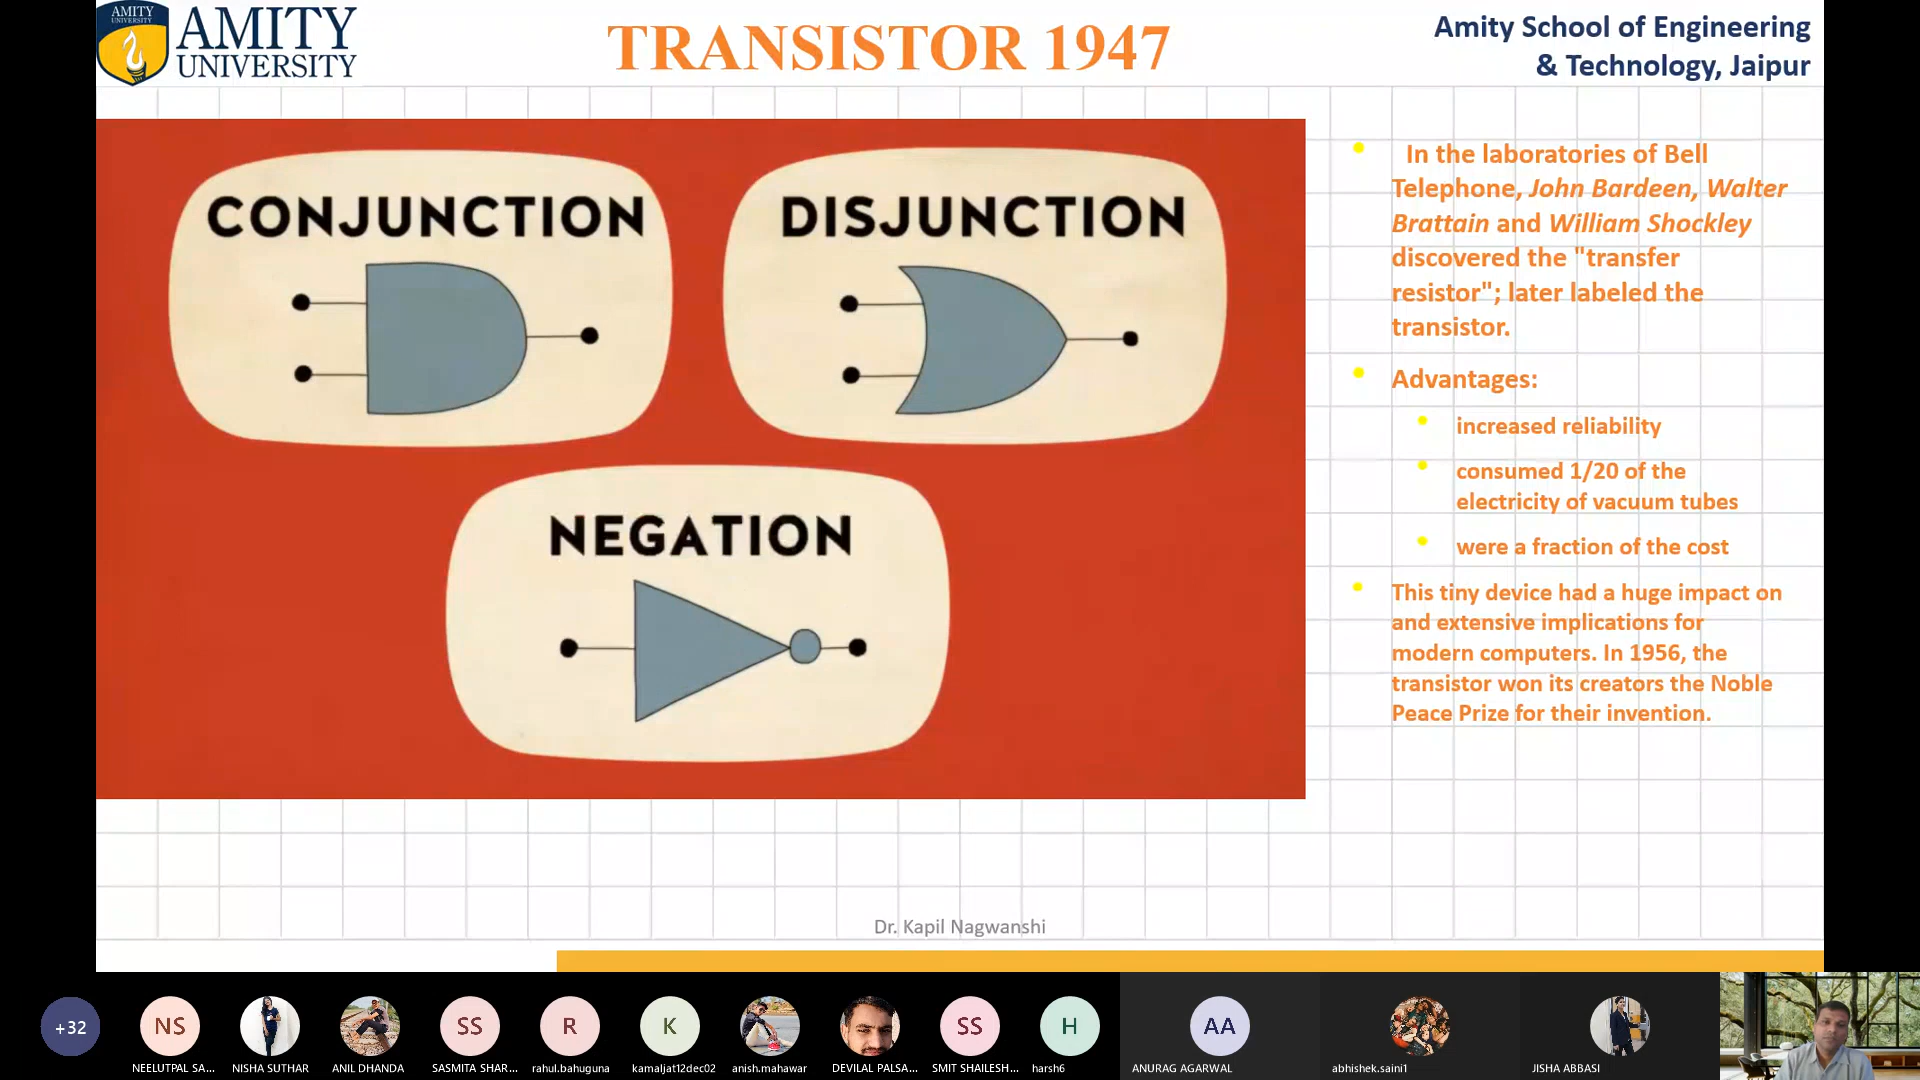 AMITY
UNIVERSITY
AMITY
UNIVERSITY
TRANSISTOR 1947
Amity School of Engineering
& Technology, Jaipur
CONJUNCTION
DISJUNCTION
NEGATION
In the laboratories of Bell
Telephone, John Bardeen, Walter
Brattain and William Shockley
discovered the "transfer
resistor"; later labeled the
transistor.
Advantages:
increased reliability
consumed 1/20 of the
electricity of vacuum tubes
were a fraction of the cost
This tiny device had a huge impact on
and extensive implications for
modern computers. In 1956, the
transistor won its creators the Noble
Peace Prize for their invention.
Dr. Kapil Nagwanshi
+32
NS
SS
R
K
SS
H
AA
NEELUTPAL SA...
NISHA SUTHAR
ANIL DHANDA
SASMITA SHAR...
rahul.bahuguna
kamaljat12dec02
anish.mahawar
DEVILAL PALSA...
SMIT SHAILESH...
harsh6
ANURAG AGARWAL
abhishek.saini1
JISHA ABBASI